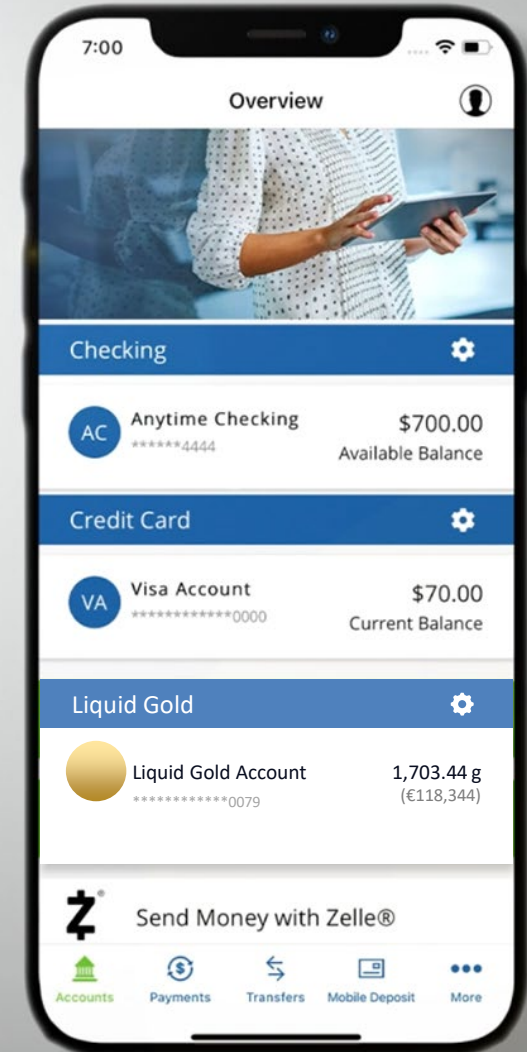 7:00
Overview
Checking
AC
Anytime Checking
******4444
$700.00
Available Balance
Credit Card
VA
Visa Account
************0000
$70.00
Current Balance
Liquid Gold
Liquid Gold Account
************0079
1,703.44 g
(€118,344)
Send Money with Zelle®
Accounts
Payments
Transfers
Mobile Deposit
More